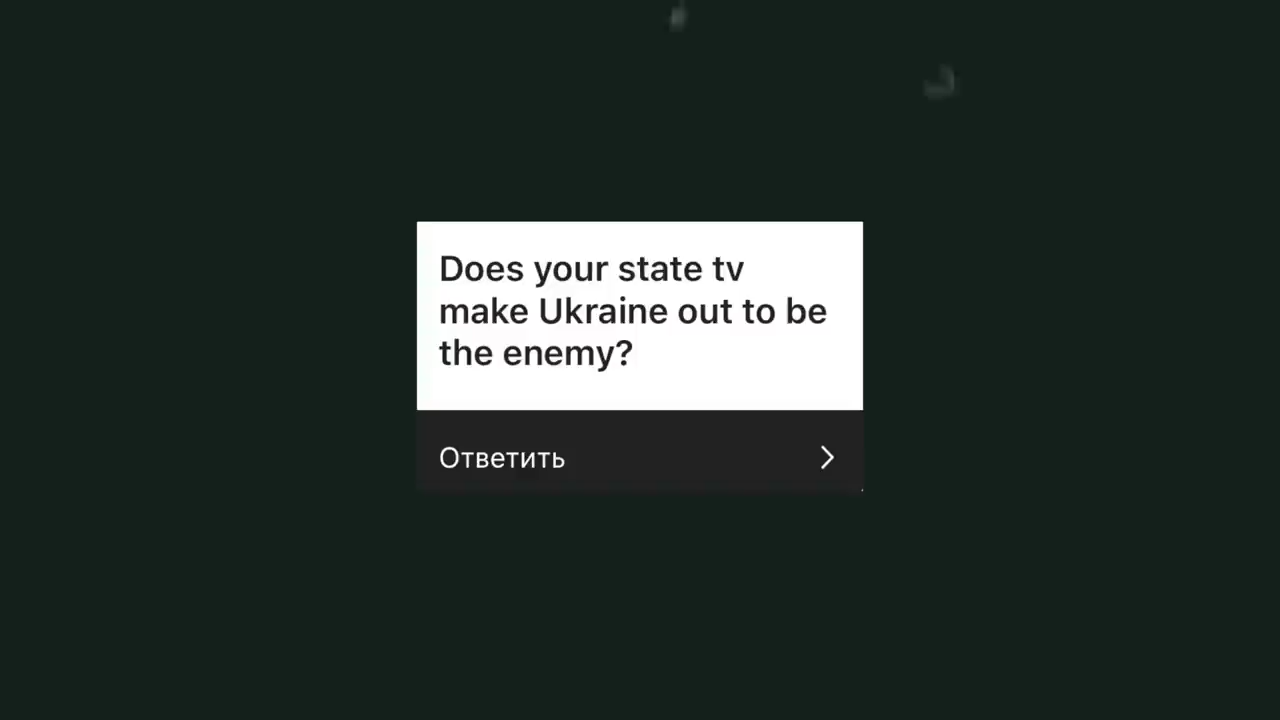 Does your state tv
make Ukraine out to be
the enemy?
Ответить